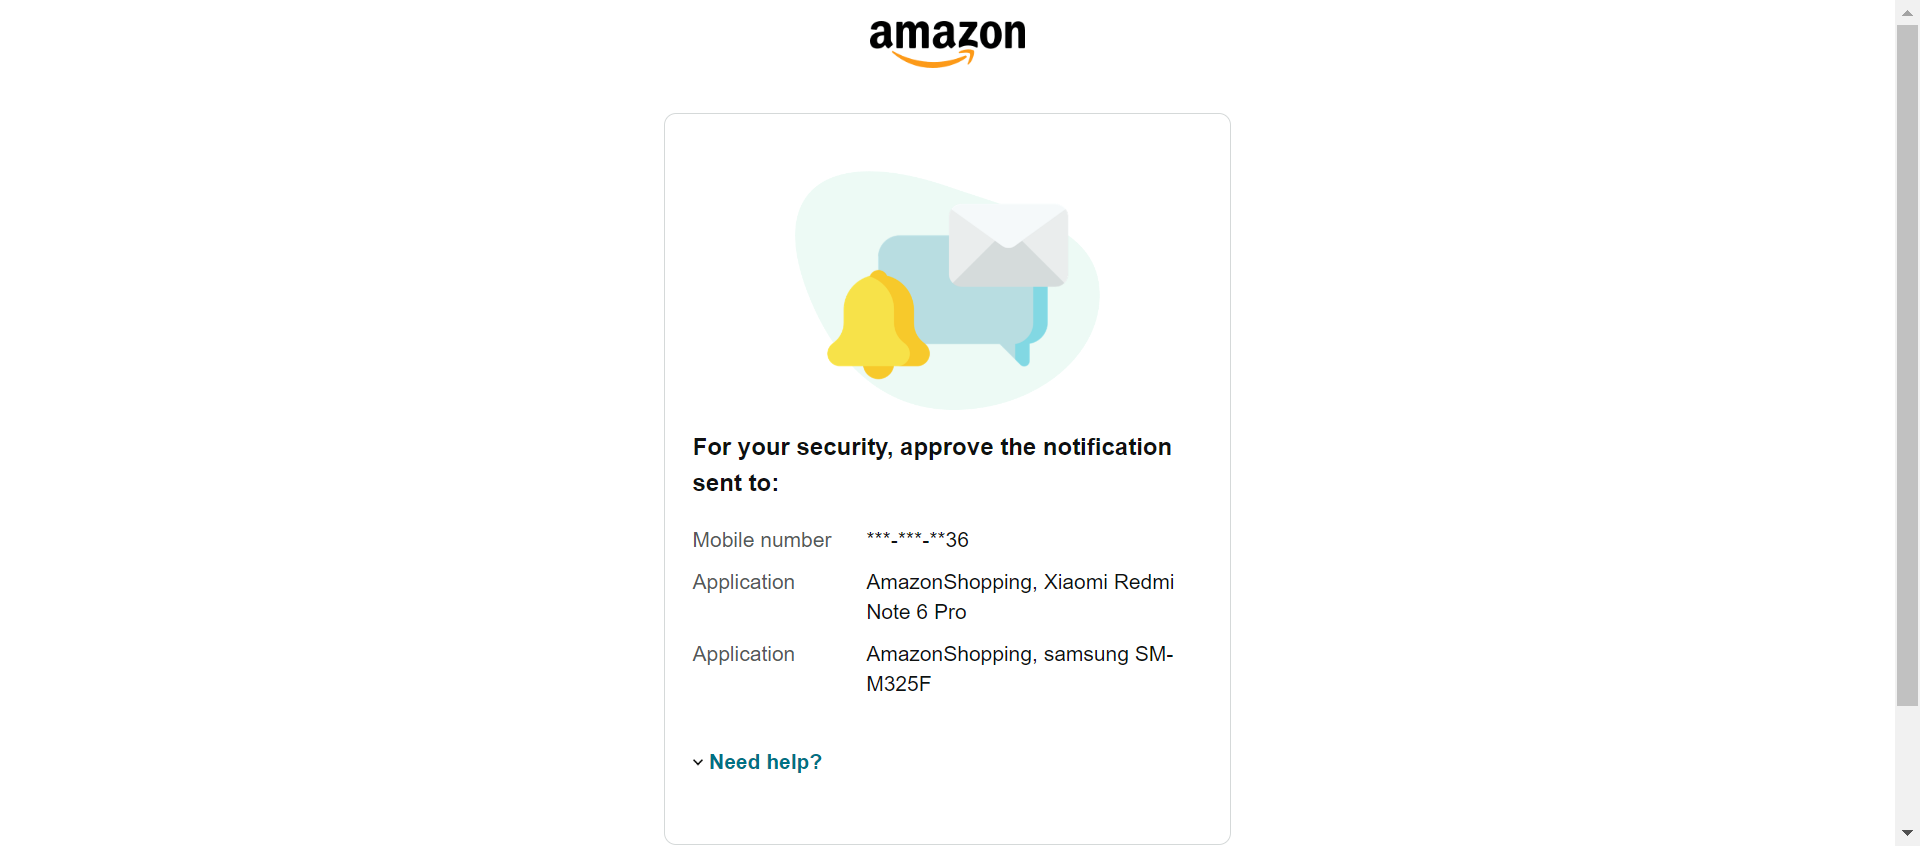 amazon
For your security, approve the notification
sent to:
Mobile number ***-***-**36
Application AmazonShopping, Xiaomi Redmi
Note 6 Pro
Application AmazonShopping, samsung SM-
M325F
Need help?